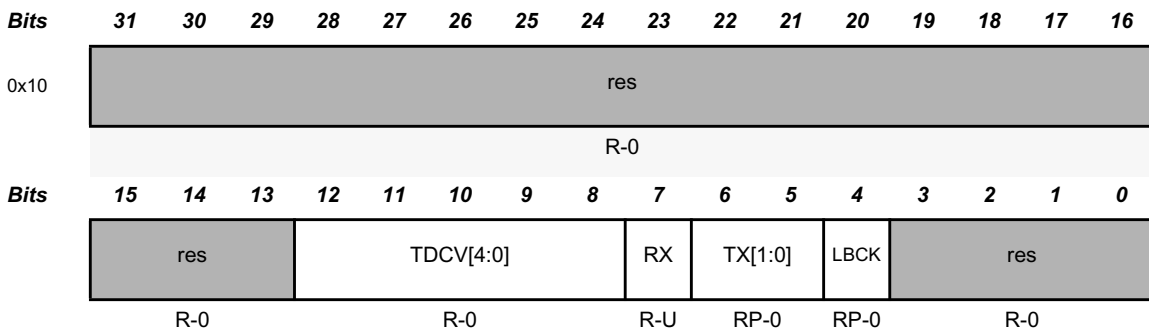 Bits 31 30 29 28 27 26 25 24 23 22 21 20 19 18 17 16
0x10 res
R-0
Bits 15 14 13 12 11 10 9 8 7 6 5 4 3 2 1 0
res TDCV[4:0] RX TX[1:0] LBCK res
R-0 R-0 R-U RP-0 RP-0 R-0